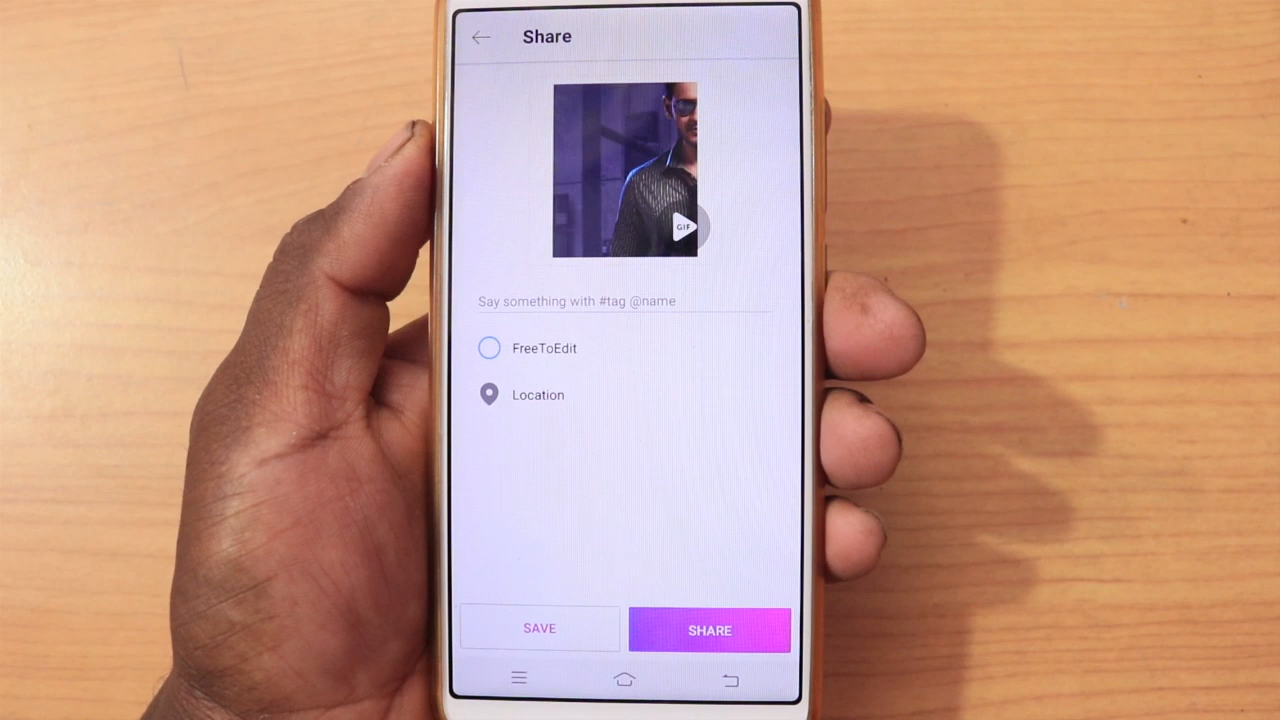 Share
GIF
Say something with #tag @name
FreeToEdit
Location
SAVE
SHARE